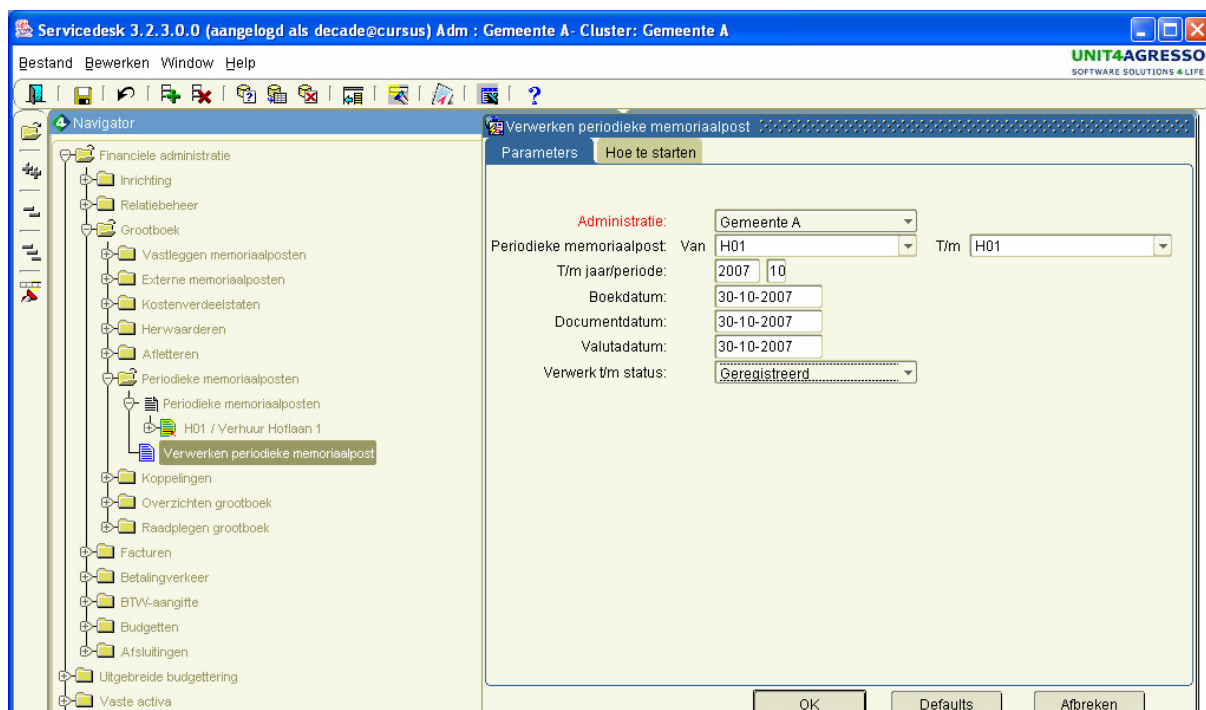 Servicedesk 3.2.3.0.0 (aangelogd als decade@cursus) Adm : Gemeente A- Cluster: Gemeente A
Bestand Bewerken Window Help
UNIT4AGRESSO
SOFTWARE SOLUTIONS 4 LIFE
Navigator
Financiele administratie
Inrichting
Relatiebeheer
Grootboek
Vastleggen memoriaalposten
Externe memoriaalposten
Kostenverdeelstaten
Herwaarderen
Afletteren
Periodieke memoriaalposten
Periodieke memoriaalposten
H01 / Verhuur Hoflaan 1
Verwerken periodieke memoriaalpost
Koppelingen
Overzichten grootboek
Raadplegen grootboek
Facturen
Betalingverkeer
BTW-aangifte
Budgetten
Afsluitingen
Uitgebreide budgettering
Vaste activa
Verwerken periodieke memoriaalpost
Parameters Hoe te starten
Administratie: Gemeente A
Periodieke memoriaalpost: Van H01 T/m H01
T/m jaar/periode: 2007 10
Boekdatum: 30-10-2007
Documentdatum: 30-10-2007
Valutadatum: 30-10-2007
Verwerk t/m status: Geregistreerd
OK Defaults Afbreken